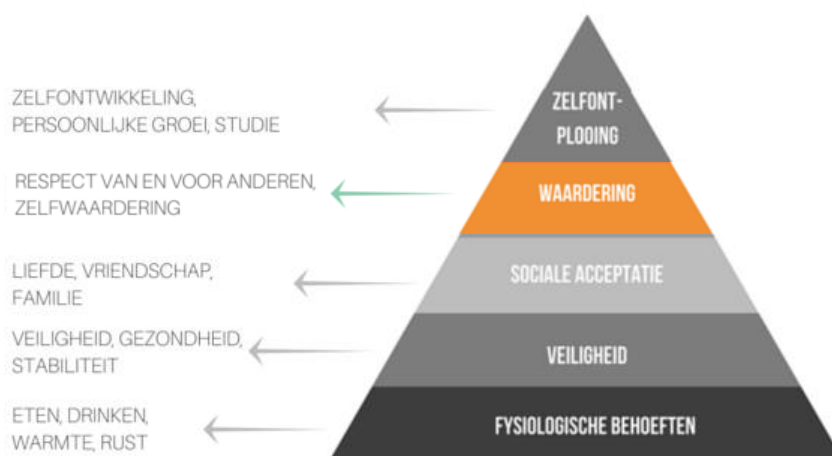 ZELFONTWIKKELING,
PERSOONLIJKE GROEI, STUDIE
ZELFONT-
PLOOING
RESPECT VAN EN VOOR ANDEREN,
ZELFWAARDERING
WAARDERING
LIEFDE, VRIENDSCHAP,
FAMILIE
SOCIALE ACCEPTATIE
VEILIGHEID, GEZONDHEID,
STABILITEIT
VEILIGHEID
ETEN, DRINKEN,
WARMTE, RUST
FYSIOLOGISCHE BEHOEFTEN